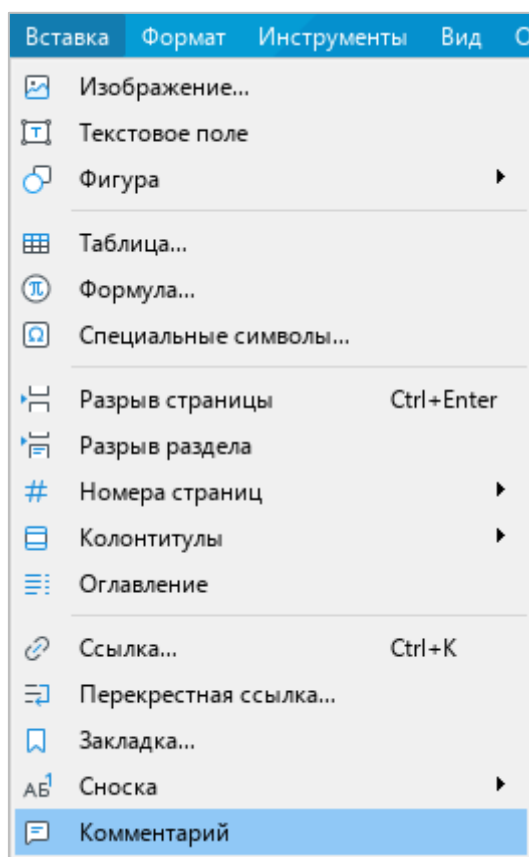 Вставка Формат Инструменты Вид
Изображение...
Текстовое поле
Фигура
Таблица...
Формула...
Специальные символы...
Разрыв страницы Ctrl+Enter
Разрыв раздела
Номера страниц
Колонтитулы
Оглавление
Ссылка... Ctrl+K
Перекрестная ссылка...
Закладка...
Сноска
Комментарий